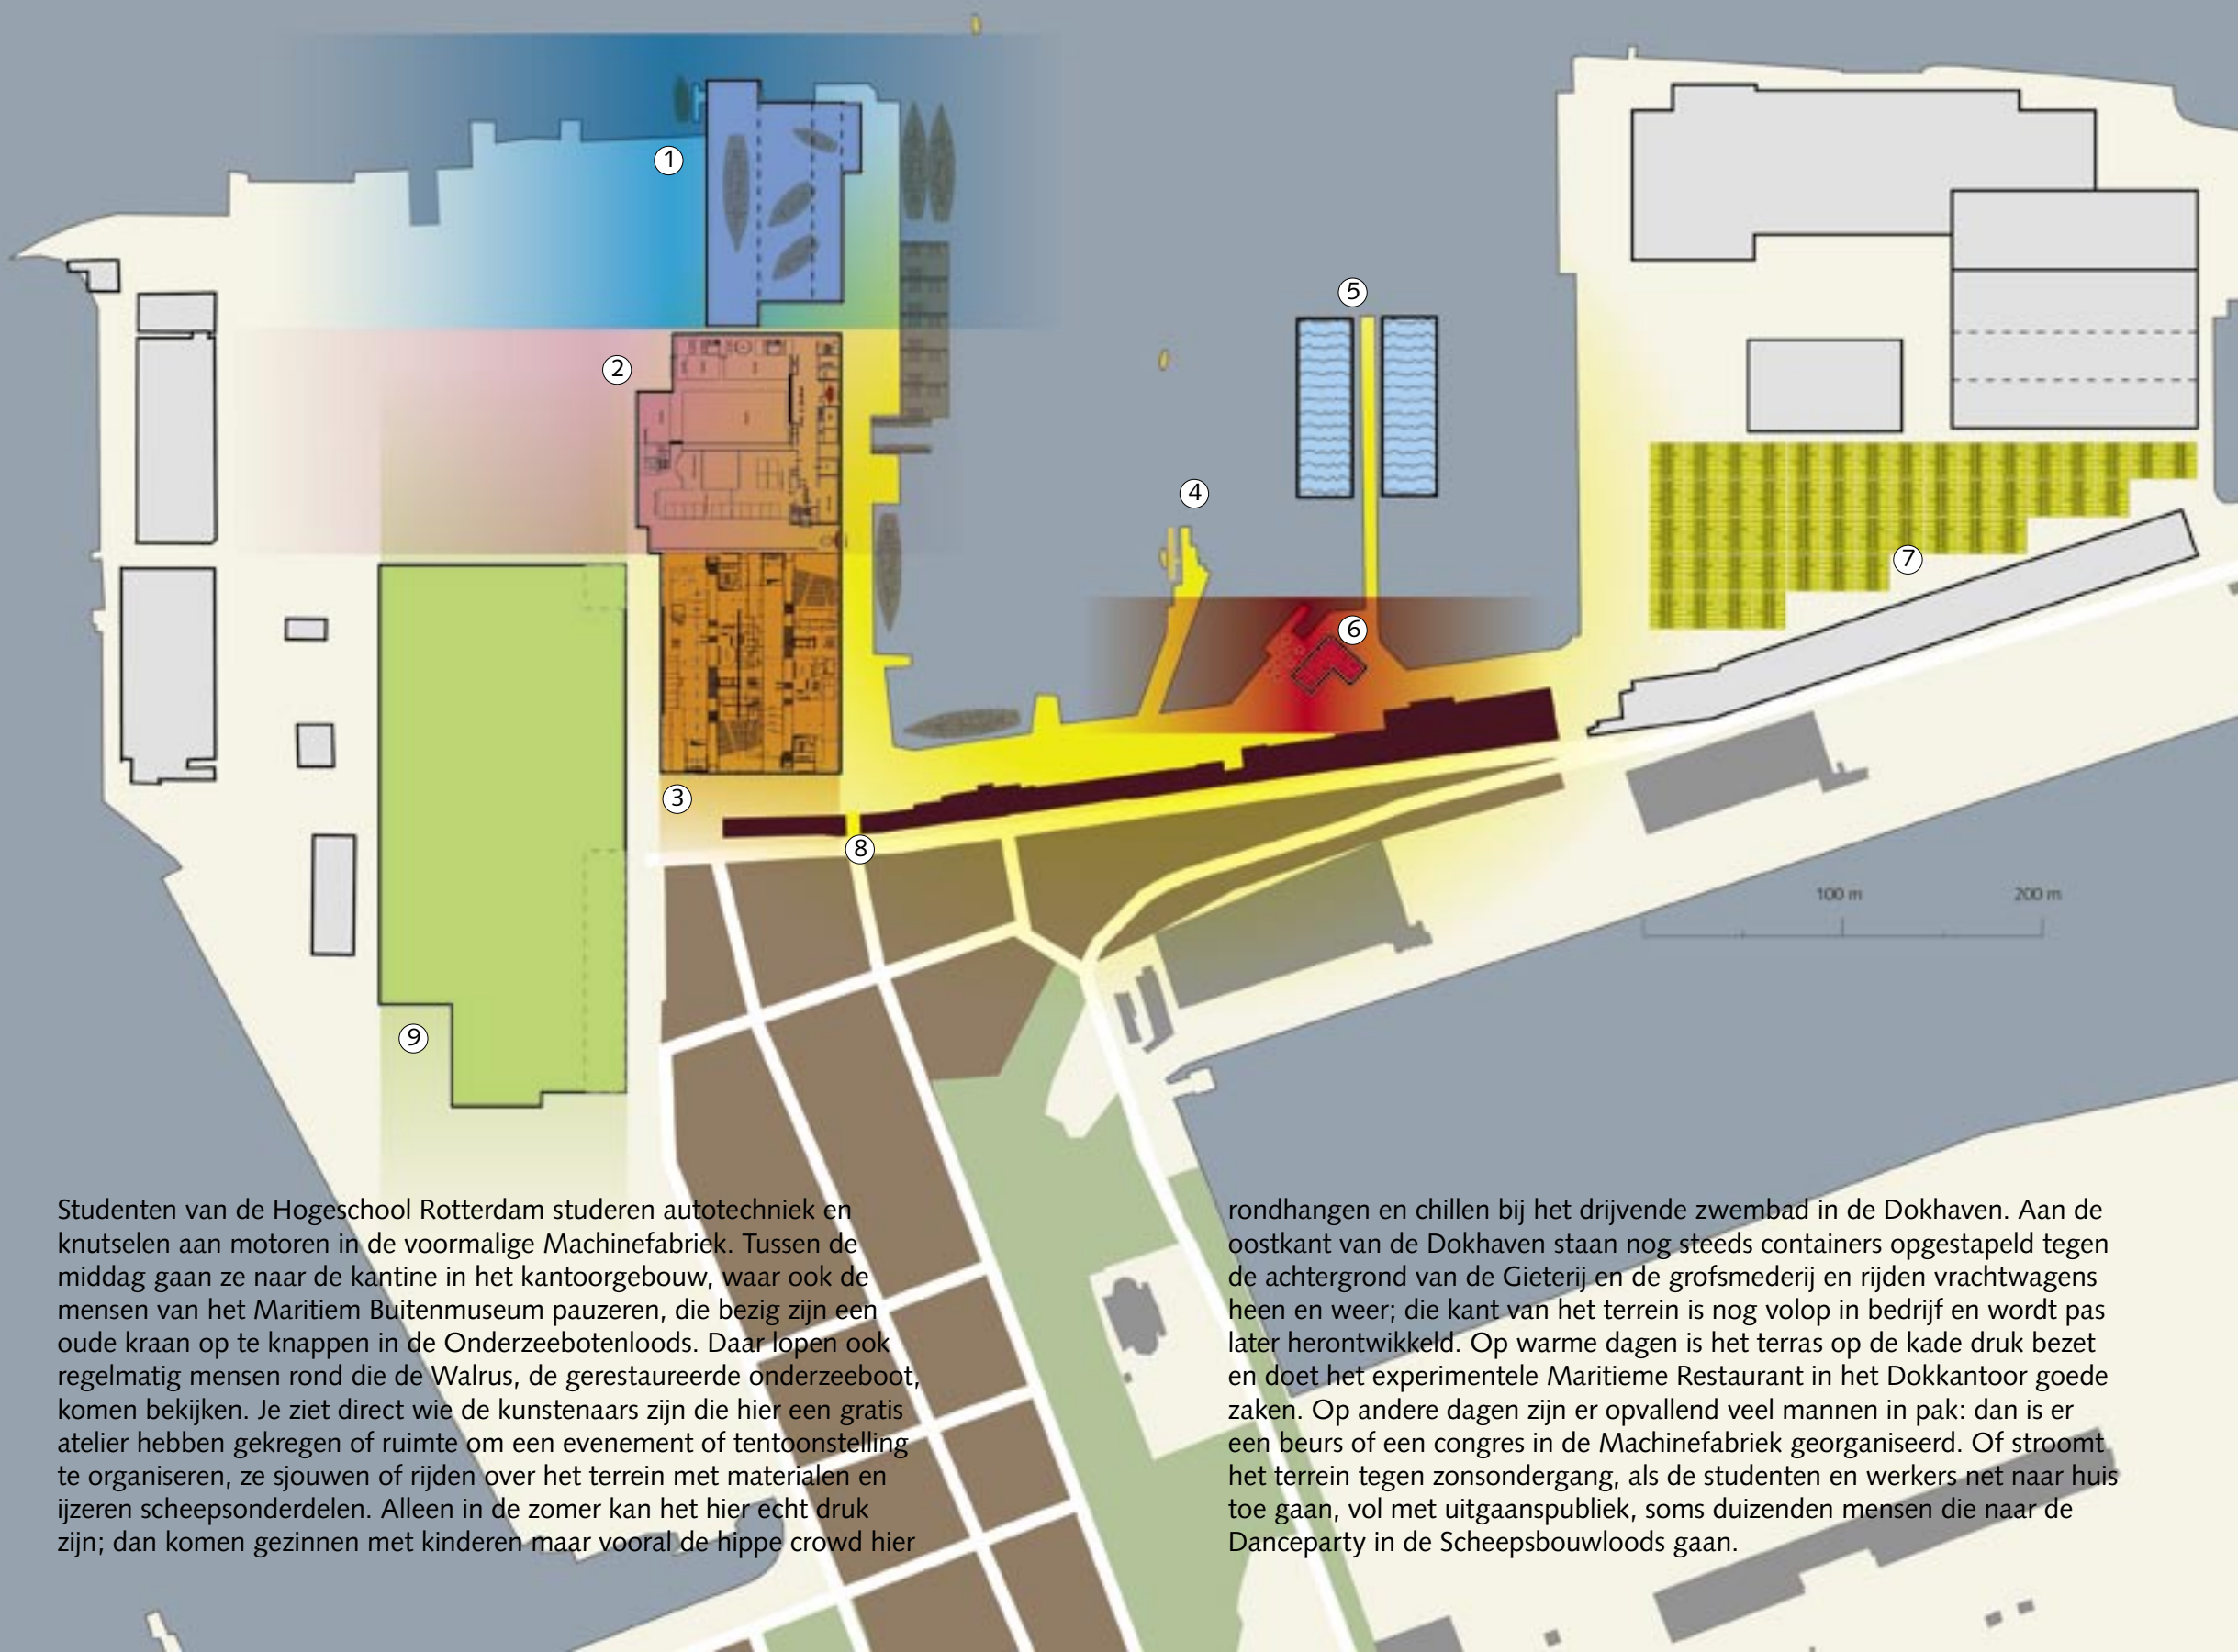 1
2
3
4
5
6
7
8
9
100 m 200 m
Studenten van de Hogeschool Rotterdam studeren autotechniek en
knutselen aan motoren in de voormalige Machinefabriek. Tussen de
middag gaan ze naar de kantine in het kantoorgebouw, waar ook de
mensen van het Maritiem Buitenmuseum pauzeren, die bezig zijn een
oude kraan op te knappen in de Onderzeebotenloods. Daar lopen ook
regelmatig mensen rond die de Walrus, de gerestaureerde onderzeeboot,
komen bekijken. Je ziet direct wie de kunstenaars zijn die hier een gratis
atelier hebben gekregen of ruimte om een evenement of tentoonstelling
te organiseren, ze sjouwen of rijden over het terrein met materialen en
ijzeren scheepsonderdelen. Alleen in de zomer kan het hier echt druk
zijn; dan komen gezinnen met kinderen maar vooral de hippe crowd hier
rondhangen en chillen bij het drijvende zwembad in de Dokhaven. Aan de
oostkant van de Dokhaven staan nog steeds containers opgestapeld tegen
de achtergrond van de Gieterij en de grofsmederij en rijden vrachtwagens
heen en weer; die kant van het terrein is nog volop in bedrijf en wordt pas
later herontwikkeld. Op warme dagen is het terras op de kade druk bezet
en doet het experimentele Maritieme Restaurant in het Dokkantoor goede
zaken. Op andere dagen zijn er opvallend veel mannen in pak: dan is er
een beurs of een congres in de Machinefabriek georganiseerd. Of stroomt
het terrein tegen zonsondergang, als de studenten en werkers net naar huis
toe gaan, vol met uitgaanspubliek, soms duizenden mensen die naar de
Danceparty in de Scheepsbouwloods gaan.